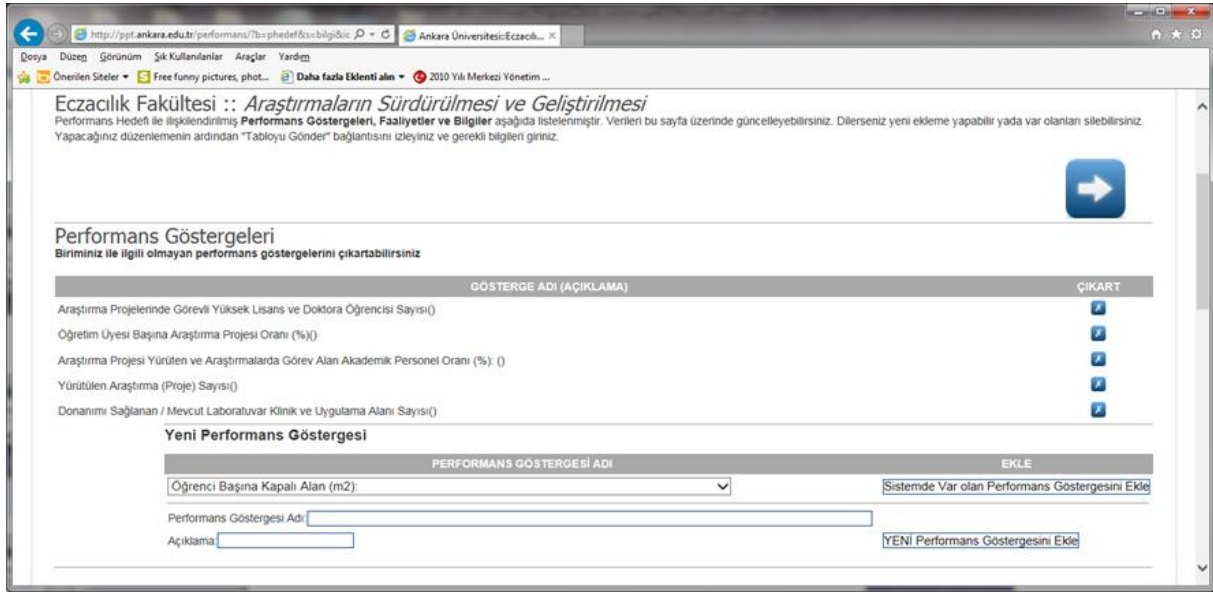 http://ppt.ankara.edu.tr/performans/?b=phedef&s=bilgi&ic
Ankara Üniversitesi::Eczacılı...
Dosya Düzen Görünüm Sık Kullanılanlar Araçlar Yardım
Önerilen Siteler Free funny pictures, phot... Daha fazla Eklenti alın 2010 Yılı Merkezi Yönetim ...
Eczacılık Fakültesi :: Araştırmaların Sürdürülmesi ve Geliştirilmesi
Performans Hedefi ile ilişkilendirilmiş Performans Göstergeleri, Faaliyetler ve Bilgiler aşağıda listelenmiştir. Verileri bu sayfa üzerinde güncelleyebilirsiniz. Dilerseniz yeni ekleme yapabilir yada var olanları silebilirsiniz.
Yapacağınız düzenlemenin ardından "Tabloyu Gönder" bağlantısını izleyiniz ve gerekli bilgileri giriniz.
Performans Göstergeleri
Biriminiz ile ilgili olmayan performans göstergelerini çıkartabilirsiniz
GÖSTERGE ADI (AÇIKLAMA) ÇIKART
Araştırma Projelerinde Görevli Yüksek Lisans ve Doktora Öğrencisi Sayısı()
Öğretim Üyesi Başına Araştırma Projesi Oranı (%)()
Araştırma Projesi Yürüten ve Araştırmalarda Görev Alan Akademik Personel Oranı (%): ()
Yürütülen Araştırma (Proje) Sayısı()
Donanımı Sağlanan / Mevcut Laboratuvar Klinik ve Uygulama Alanı Sayısı()
Yeni Performans Göstergesi
PERFORMANS GÖSTERGESİ ADI EKLE
Öğrenci Başına Kapalı Alan (m2): Sistemde Var olan Performans Göstergesini Ekle
Performans Göstergesi Adı:
Açıklama: YENİ Performans Göstergesini Ekle